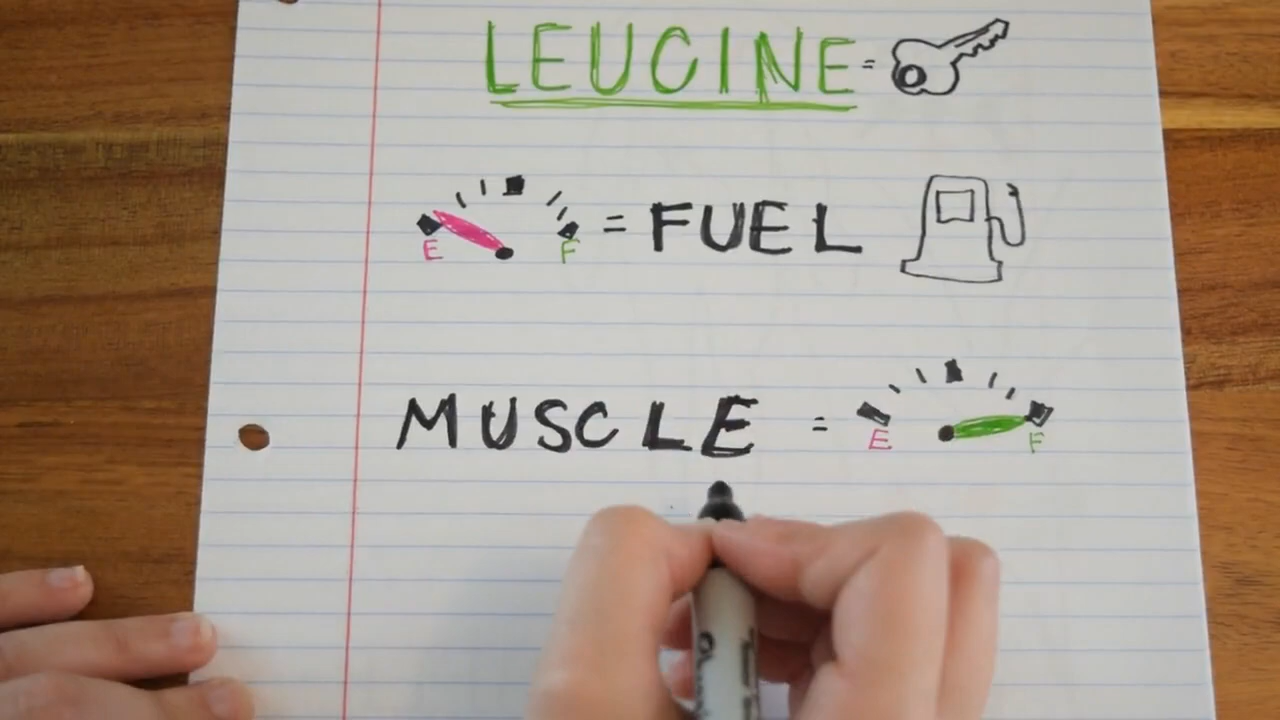 LEUCINE =
E F = FUEL
MUSCLE = E F